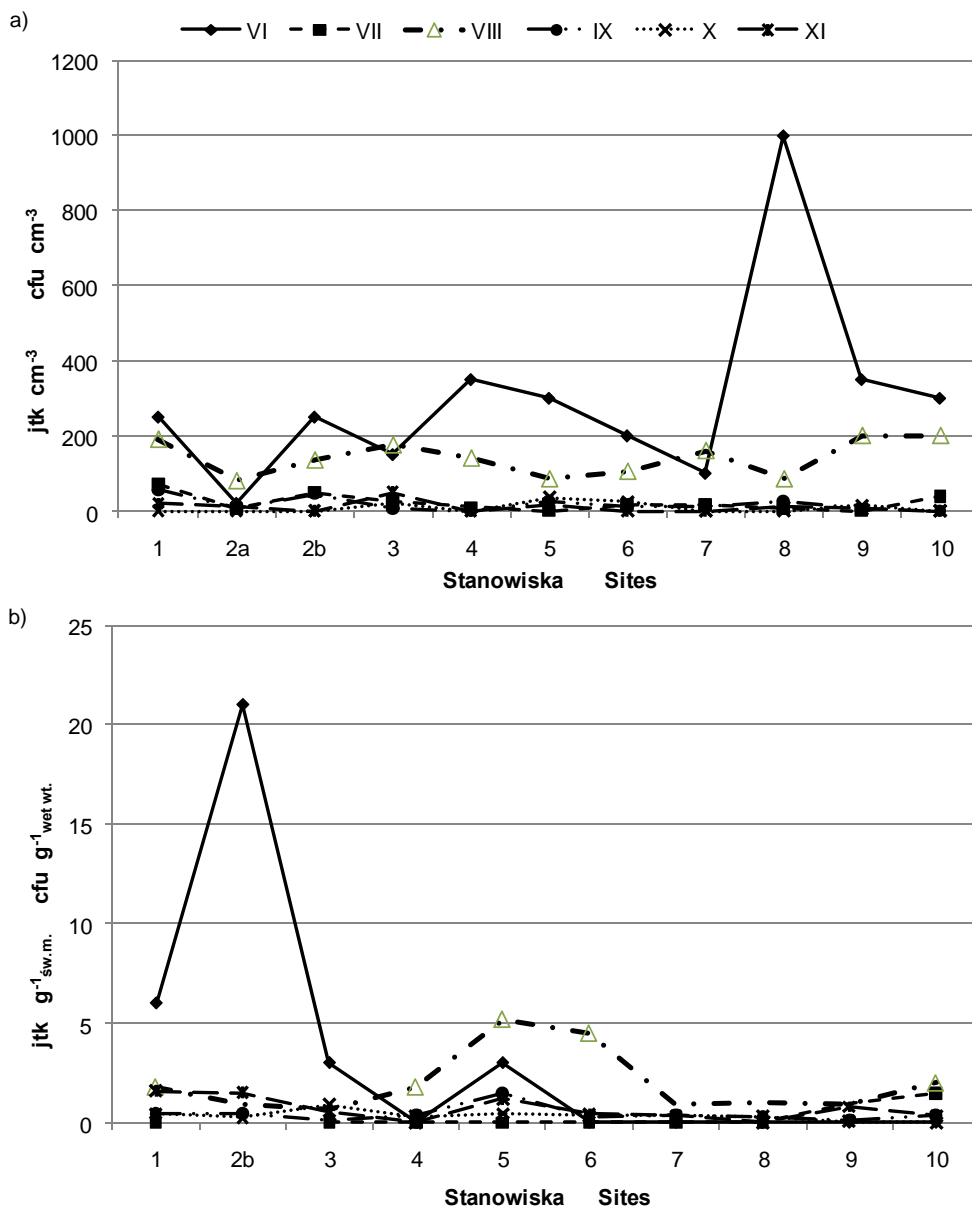 a)
VI VII VIII IX X XI
1200
1000
800
600
400
200
0
jtk cm⁻³ cfu cm⁻³
1 2a 2b 3 4 5 6 7 8 9 10
Stanowiska Sites
b)
25
20
15
10
5
0
jtk g⁻¹św.m. cfu g⁻¹wet wt.
1 2b 3 4 5 6 7 8 9 10
Stanowiska Sites